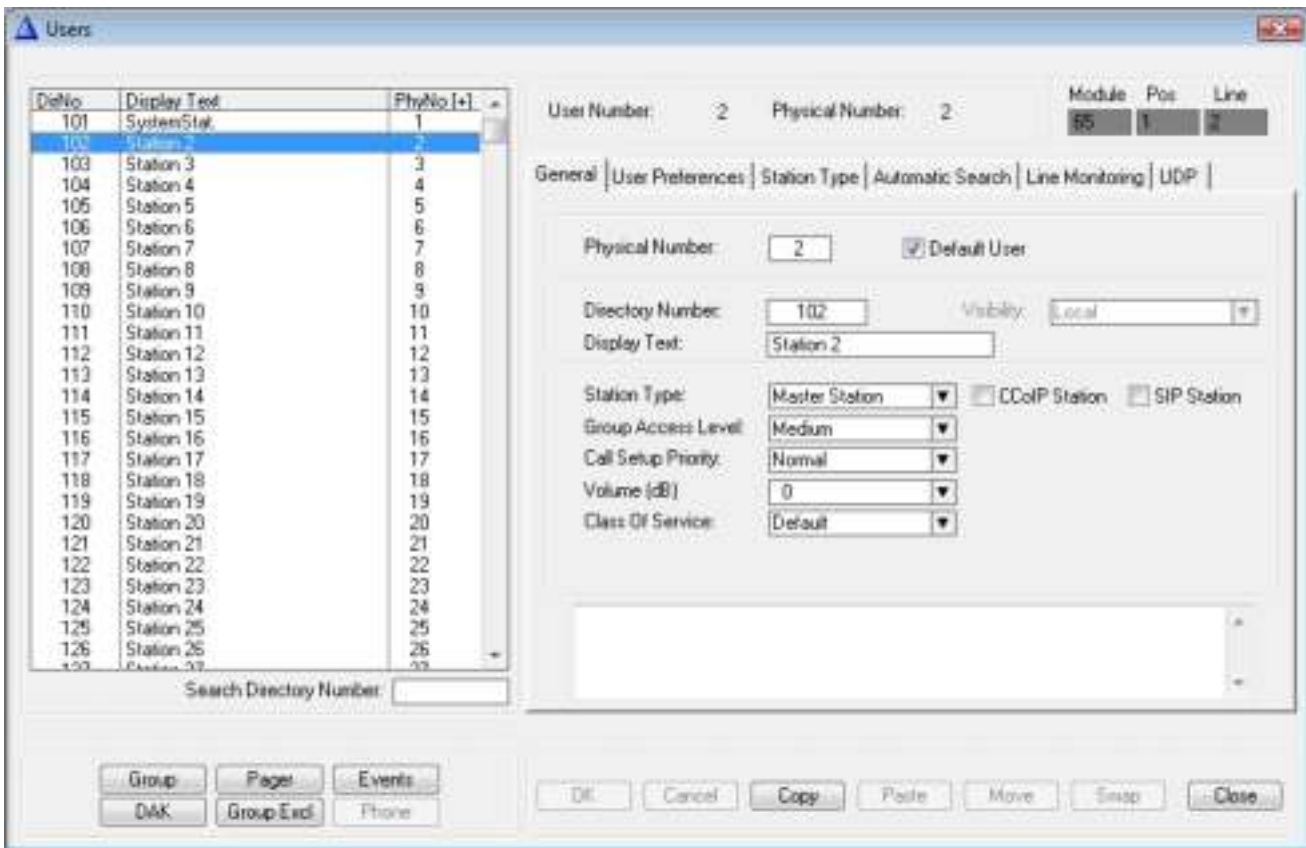 Users
DirNo Display Text PhyNo [+]
101 SystemStat. 1
102 Station 2 2
103 Station 3 3
104 Station 4 4
105 Station 5 5
106 Station 6 6
107 Station 7 7
108 Station 8 8
109 Station 9 9
110 Station 10 10
111 Station 11 11
112 Station 12 12
113 Station 13 13
114 Station 14 14
115 Station 15 15
116 Station 16 16
117 Station 17 17
118 Station 18 18
119 Station 19 19
120 Station 20 20
121 Station 21 21
122 Station 22 22
123 Station 23 23
124 Station 24 24
125 Station 25 25
126 Station 26 26
127 Station 27 27
Search Directory Number:
Group Pager Events
DAK Group Excl Phone
User Number: 2 Physical Number: 2
Module Pos Line
65 1 2
General User Preferences Station Type Automatic Search Line Monitoring UDP
Physical Number: 2 Default User
Directory Number: 102 Visibility: Local
Display Text: Station 2
Station Type: Master Station CCoIP Station SIP Station
Group Access Level: Medium
Call Setup Priority: Normal
Volume (dB) 0
Class Of Service: Default
OK Cancel Copy Paste Move Swap Close